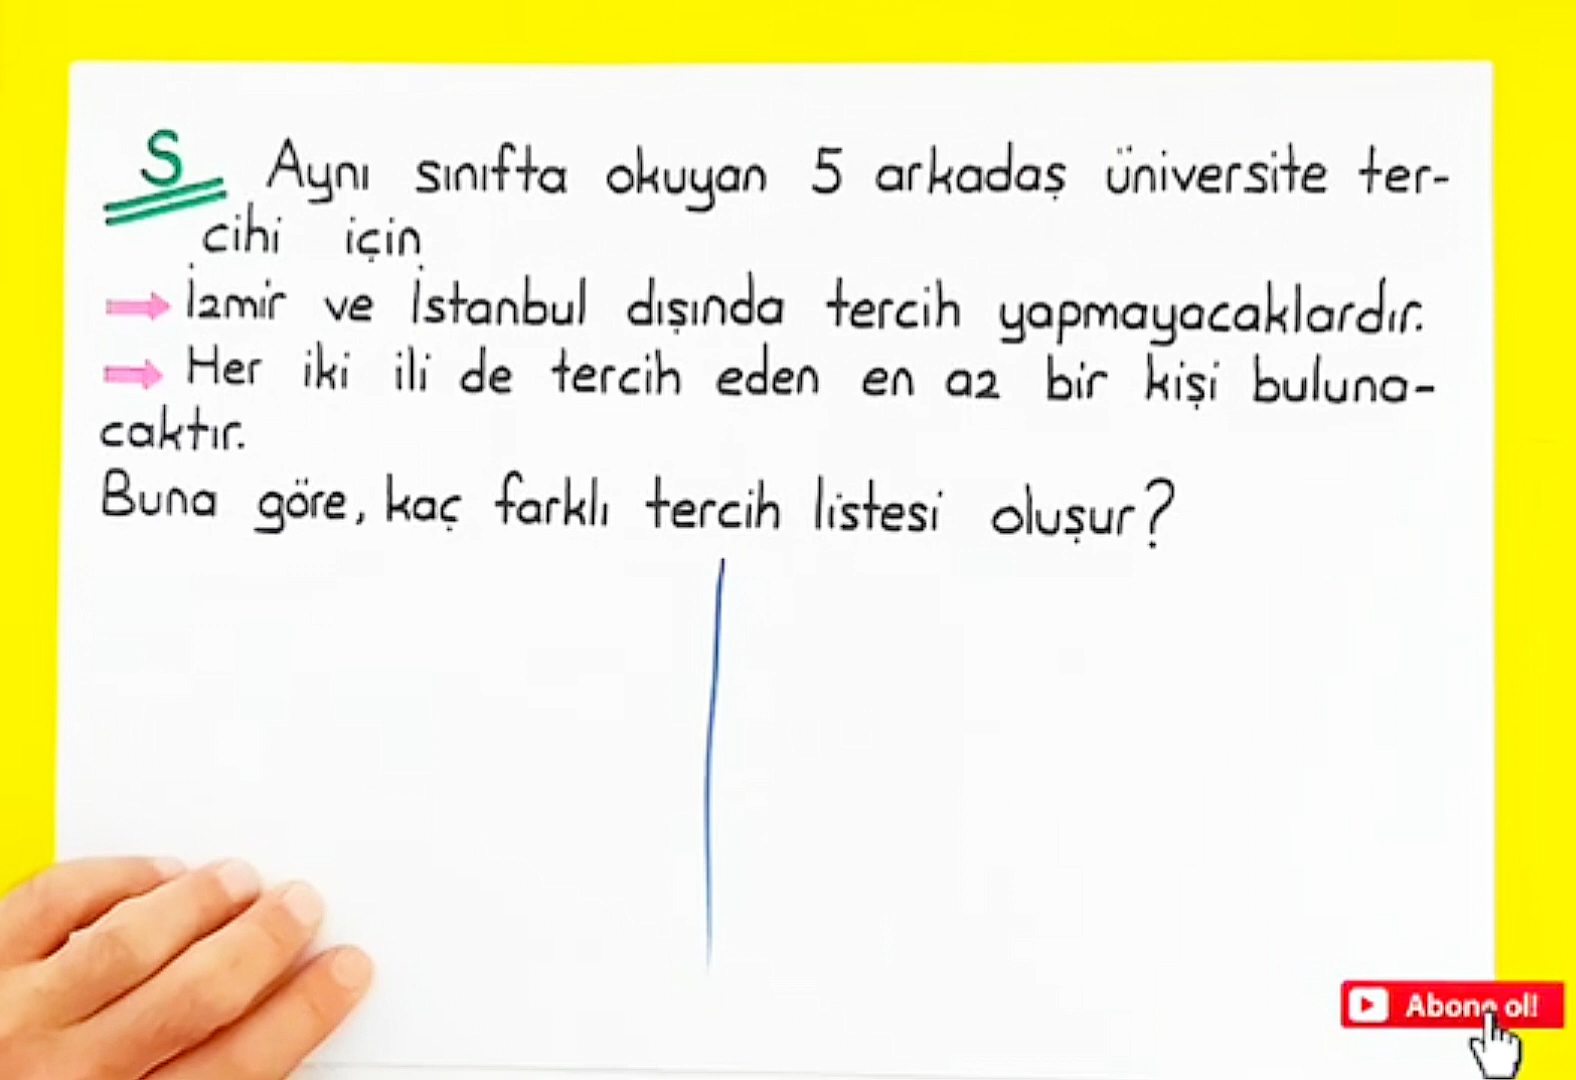 S Aynı sınıfta okuyan 5 arkadaş üniversite ter-
cihi için
İzmir ve İstanbul dışında tercih yapmayacaklardır.
Her iki ili de tercih eden en az bir kişi buluna-
caktır.
Buna göre, kaç farklı tercih listesi oluşur?
Abone ol!